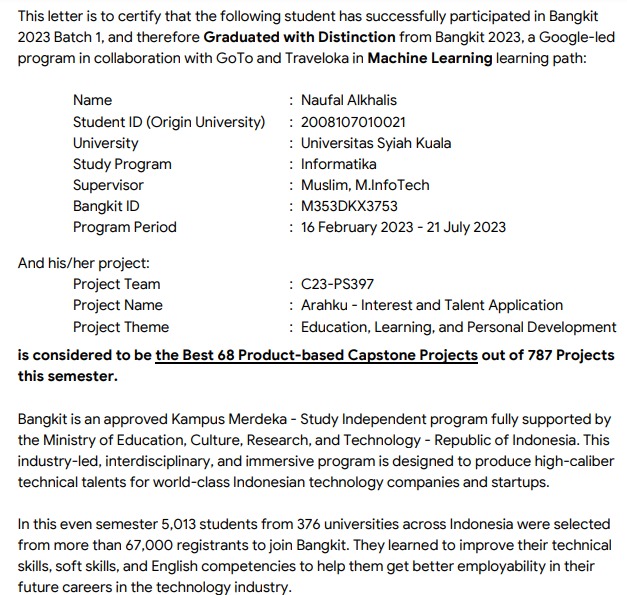 This letter is to certify that the following student has successfully participated in Bangkit
2023 Batch 1, and therefore Graduated with Distinction from Bangkit 2023, a Google-led
program in collaboration with GoTo and Traveloka in Machine Learning learning path:
Name : Naufal Alkhalis
Student ID (Origin University) : 2008107010021
University : Universitas Syiah Kuala
Study Program : Informatika
Supervisor : Muslim, M.InfoTech
Bangkit ID : M353DKX3753
Program Period : 16 February 2023 - 21 July 2023
And his/her project:
Project Team : C23-PS397
Project Name : Arahku - Interest and Talent Application
Project Theme : Education, Learning, and Personal Development
is considered to be the Best 68 Product-based Capstone Projects out of 787 Projects
this semester.
Bangkit is an approved Kampus Merdeka - Study Independent program fully supported by
the Ministry of Education, Culture, Research, and Technology - Republic of Indonesia. This
industry-led, interdisciplinary, and immersive program is designed to produce high-caliber
technical talents for world-class Indonesian technology companies and startups.
In this even semester 5,013 students from 376 universities across Indonesia were selected
from more than 67,000 registrants to join Bangkit. They learned to improve their technical
skills, soft skills, and English competencies to help them get better employability in their
future careers in the technology industry.